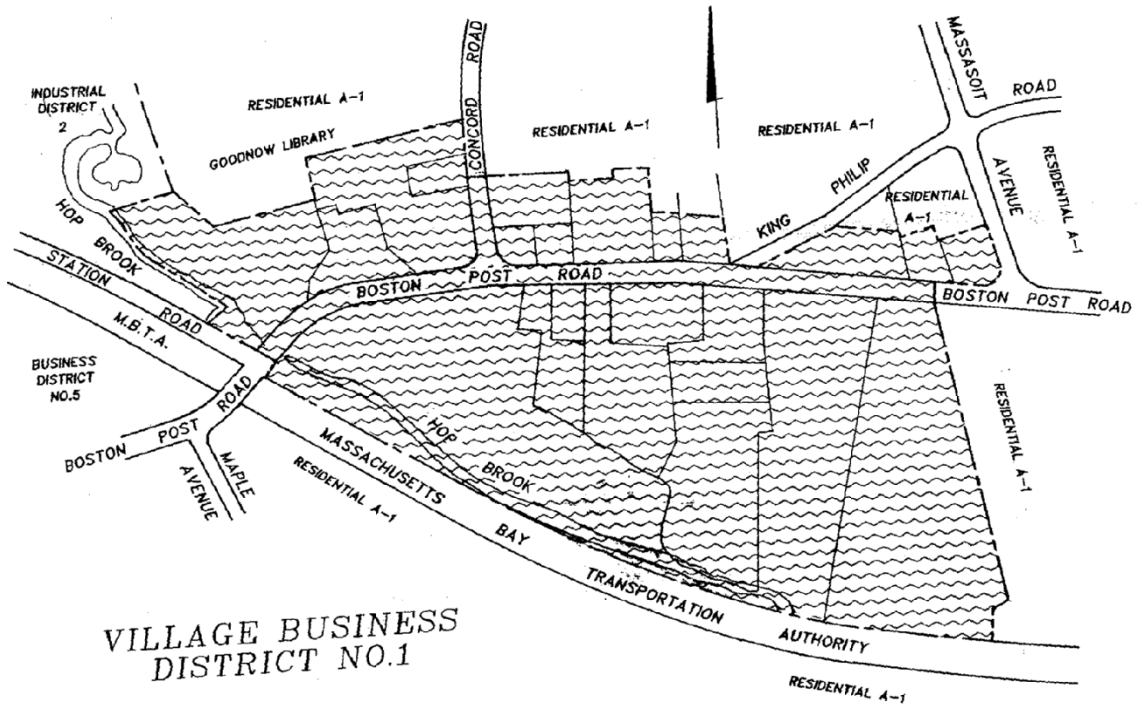 INDUSTRIAL
DISTRICT
2
RESIDENTIAL A-1
GOODNOW LIBRARY
CONCORD ROAD
RESIDENTIAL A-1
RESIDENTIAL A-1
MASSASOIT
ROAD
AVENUE
RESIDENTIAL A-1
KING PHILIP
RESIDENTIAL
A-1
HOP BROOK
STATION ROAD
M.B.T.A.
BOSTON POST ROAD
BOSTON POST ROAD
BUSINESS
DISTRICT
NO.5
BOSTON POST ROAD
MAPLE
AVENUE
HOP BROOK
RESIDENTIAL A-1
MASSACHUSETTS BAY TRANSPORTATION AUTHORITY
RESIDENTIAL A-1
RESIDENTIAL A-1
VILLAGE BUSINESS
DISTRICT NO.1